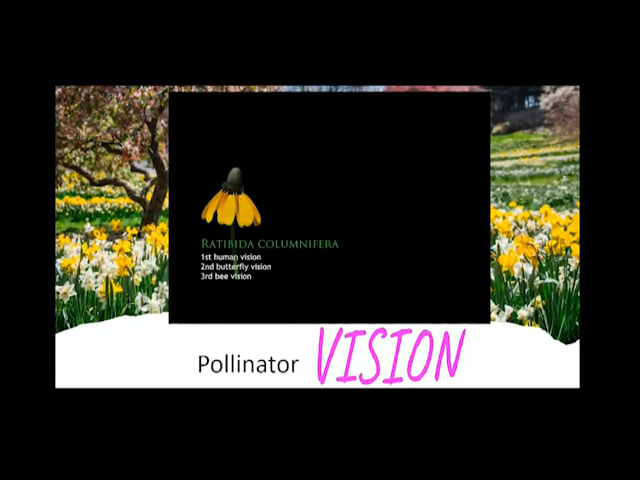 RATIBIDA COLUMNIFERA
1st human vision
2nd butterfly vision
3rd bee vision
Pollinator VISION